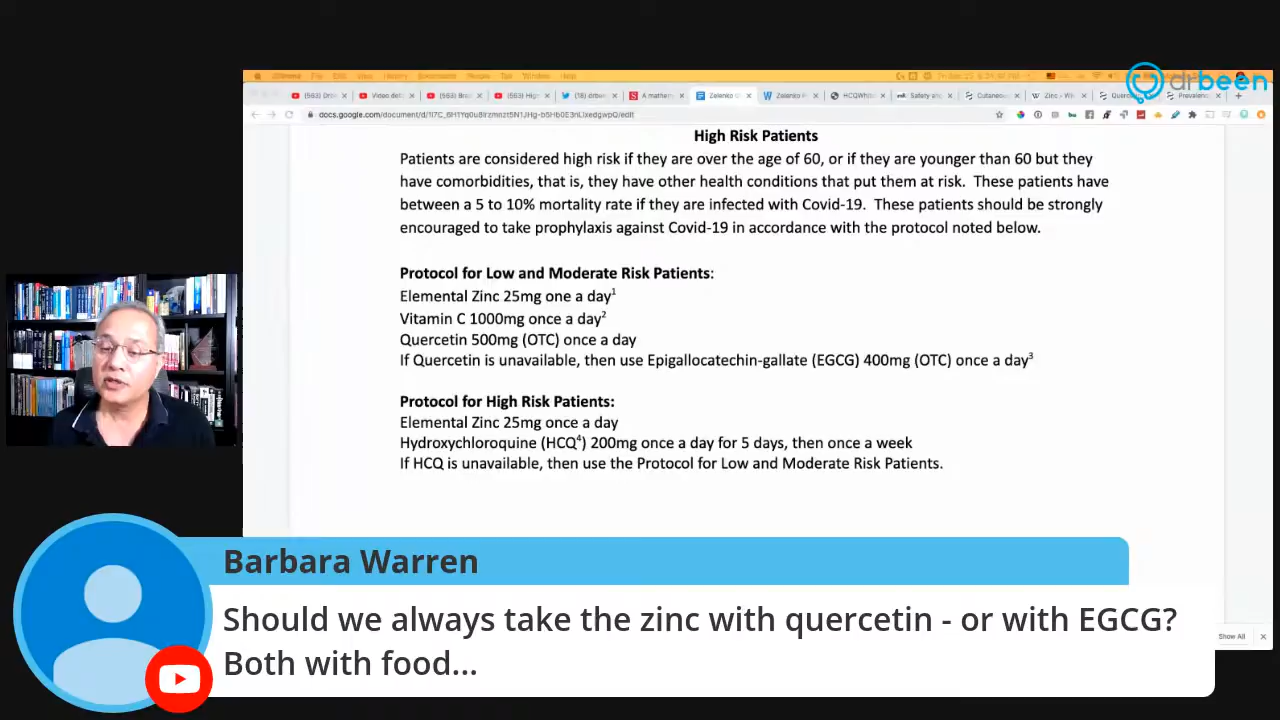 drbeen
docs.google.com/document/d/
High Risk Patients
Patients are considered high risk if they are over the age of 60, or if they are younger than 60 but they
have comorbidities, that is, they have other health conditions that put them at risk. These patients have
between a 5 to 10% mortality rate if they are infected with Covid-19. These patients should be strongly
encouraged to take prophylaxis against Covid-19 in accordance with the protocol noted below.
Protocol for Low and Moderate Risk Patients:
Elemental Zinc 25mg one a day¹
Vitamin C 1000mg once a day²
Quercetin 500mg (OTC) once a day
If Quercetin is unavailable, then use Epigallocatechin-gallate (EGCG) 400mg (OTC) once a day³
Protocol for High Risk Patients:
Elemental Zinc 25mg once a day
Hydroxychloroquine (HCQ⁴) 200mg once a day for 5 days, then once a week
If HCQ is unavailable, then use the Protocol for Low and Moderate Risk Patients.
Show All
Barbara Warren
Should we always take the zinc with quercetin - or with EGCG?
Both with food...